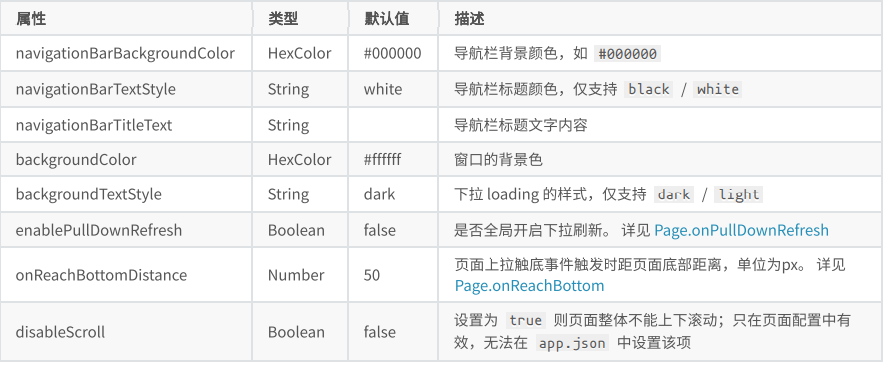 属性 类型 默认值 描述
navigationBarBackgroundColor HexColor #000000 导航栏背景颜色，如 #000000
navigationBarTextStyle String white 导航栏标题颜色，仅支持 black / white
navigationBarTitleText String 导航栏标题文字内容
backgroundColor HexColor #ffffff 窗口的背景色
backgroundTextStyle String dark 下拉 loading 的样式，仅支持 dark / light
enablePullDownRefresh Boolean false 是否全局开启下拉刷新。 详见 Page.onPullDownRefresh
onReachBottomDistance Number 50 页面上拉触底事件触发时距页面底部距离，单位为px。 详见
Page.onReachBottom
disableScroll Boolean false 设置为 true 则页面整体不能上下滚动；只在页面配置中有
效，无法在 app.json 中设置该项